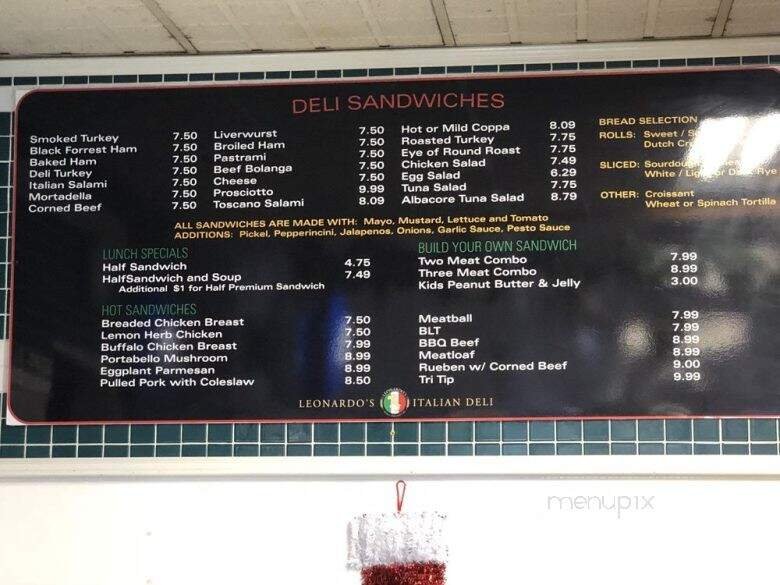 DELI SANDWICHES
Smoked Turkey 7.50
Black Forrest Ham 7.50
Baked Ham 7.50
Deli Turkey 7.50
Italian Salami 7.50
Mortadella 7.50
Corned Beef 7.50
Liverwurst 7.50
Broiled Ham 7.50
Pastrami 7.50
Beef Bolanga 7.50
Cheese 7.50
Prosciotto 9.99
Toscano Salami 8.09
Hot or Mild Coppa 8.09
Roasted Turkey 7.75
Eye of Round Roast 7.75
Chicken Salad 7.49
Egg Salad 6.29
Tuna Salad 7.75
Albacore Tuna Salad 8.79
BREAD SELECTION
ROLLS: Sweet /
Dutch
SLICED: Sourdough
White / Light or Dark Rye
OTHER: Croissant
Wheat or Spinach Tortilla
ALL SANDWICHES ARE MADE WITH: Mayo, Mustard, Lettuce and Tomato
ADDITIONS: Pickel, Pepperincini, Jalapenos, Onions, Garlic Sauce, Pesto Sauce
LUNCH SPECIALS
Half Sandwich 4.75
HalfSandwich and Soup 7.49
Additional $1 for Half Premium Sandwich
BUILD YOUR OWN SANDWICH
Two Meat Combo 7.99
Three Meat Combo 8.99
Kids Peanut Butter & Jelly 3.00
HOT SANDWICHES
Breaded Chicken Breast 7.50
Lemon Herb Chicken 7.50
Buffalo Chicken Breast 7.99
Portabello Mushroom 8.99
Eggplant Parmesan 8.99
Pulled Pork with Coleslaw 8.50
Meatball 7.99
BLT 7.99
BBQ Beef 8.99
Meatloaf 8.99
Rueben w/ Corned Beef 9.00
Tri Tip 9.99
LEONARDO'S ITALIAN DELI
menupix